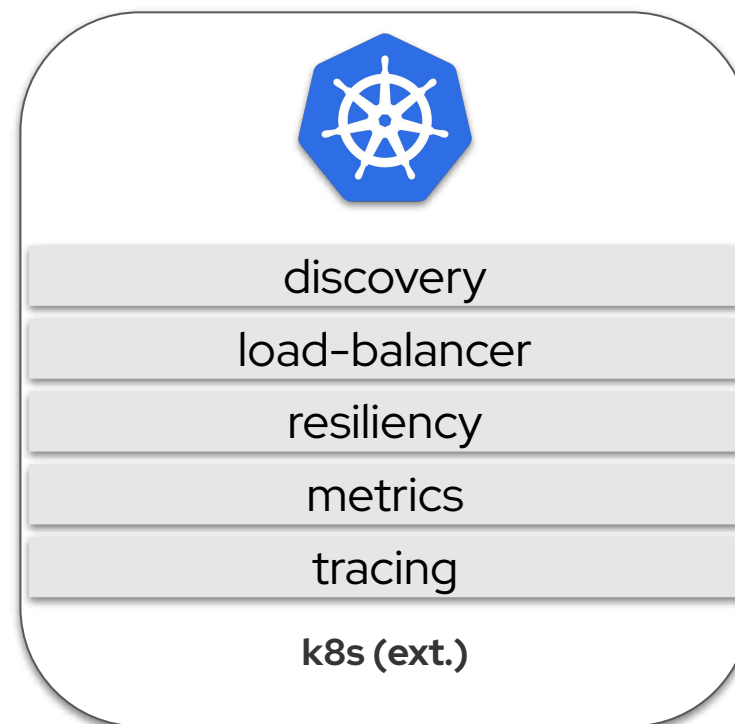 discovery
load-balancer
resiliency
metrics
tracing
k8s (ext.)